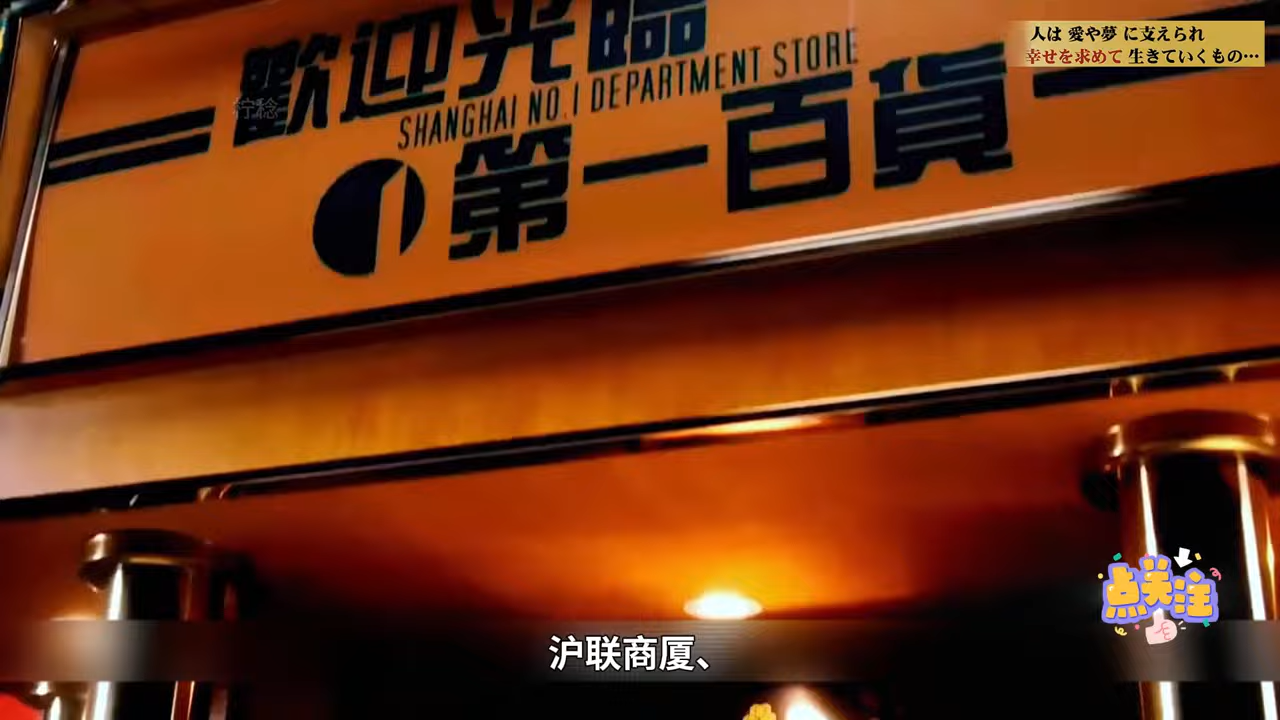 歡迎光臨
SHANGHAI NO.1 DEPARTMENT STORE
第一百貨
人は 愛や夢 に支えられ
幸せを求めて 生きていくもの…
点关注
沪联商厦、